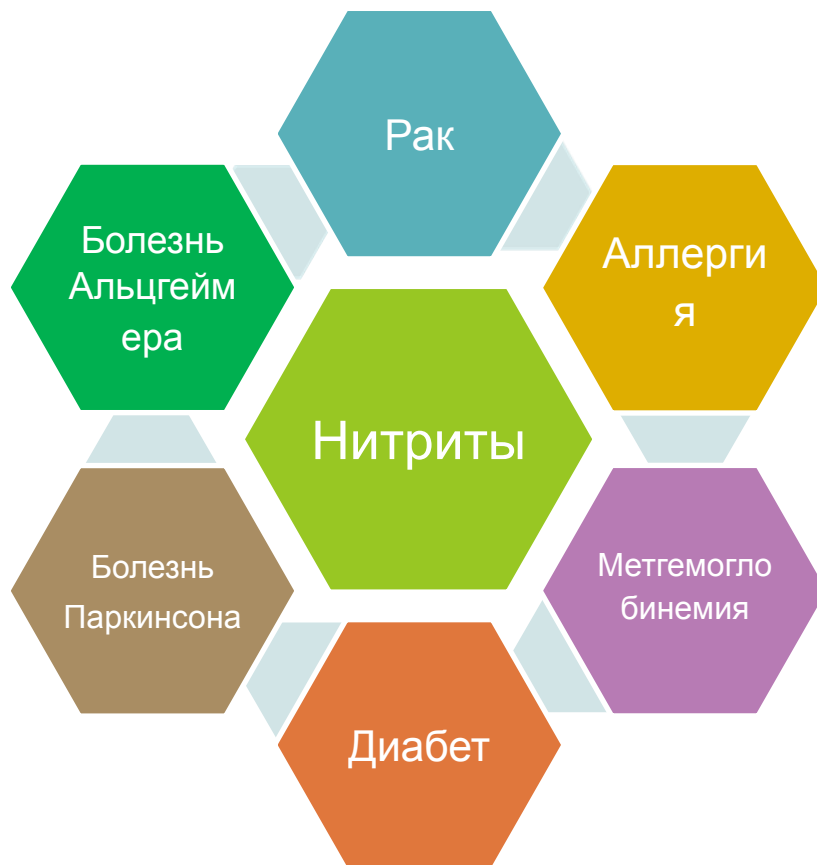 Рак
Болезнь
Альцгейм
ера
Аллерги
я
Нитриты
Болезнь
Паркинсона
Метгемогло
бинемия
Диабет